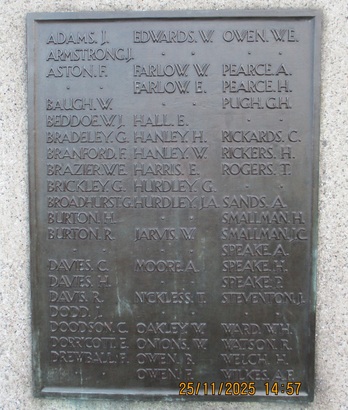 ADAMS. J. EDWARDS. W. OWEN. W.E.
ARMSTRONG. J.
ASTON. F. FARLOW. W. PEARCE. A.
FARLOW. E. PEARCE. H.
BAUGH. W. PUGH. G.H.
BEDDOE. W.J. HALL. E.
BRADELEY. G. HANLEY. H. RICKARDS. C.
BRANFORD. F. HANLEY. W. RICKERS. H.
BRAZIER. W.E. HARRIS. E. ROGERS. T.
BRICKLEY. G. HURDLEY. G.
BROADHURST. G. HURDLEY. J.A. SANDS. A.
BURTON. H. SMALLMAN. H.
BURTON. R. JARVIS. W. SMALLMAN. J.C.
SPEAKE. A.
DAVIES. C. MOORE. A. SPEAKE. H.
DAVIES. H. SPEAKE. P.
DAVIS. R. NICKLESS. T. STEVENTON. J.
DODD. J.
DOODSON. C. OAKLEY. M. WARD. W.H.
DORRICOTT. E. ONIONS. W. WATSON. R.
DREWBALL. F. OWEN. B. WELCH. H.
OWEN. F. WILKES. A.E.
25/11/2025 14:57